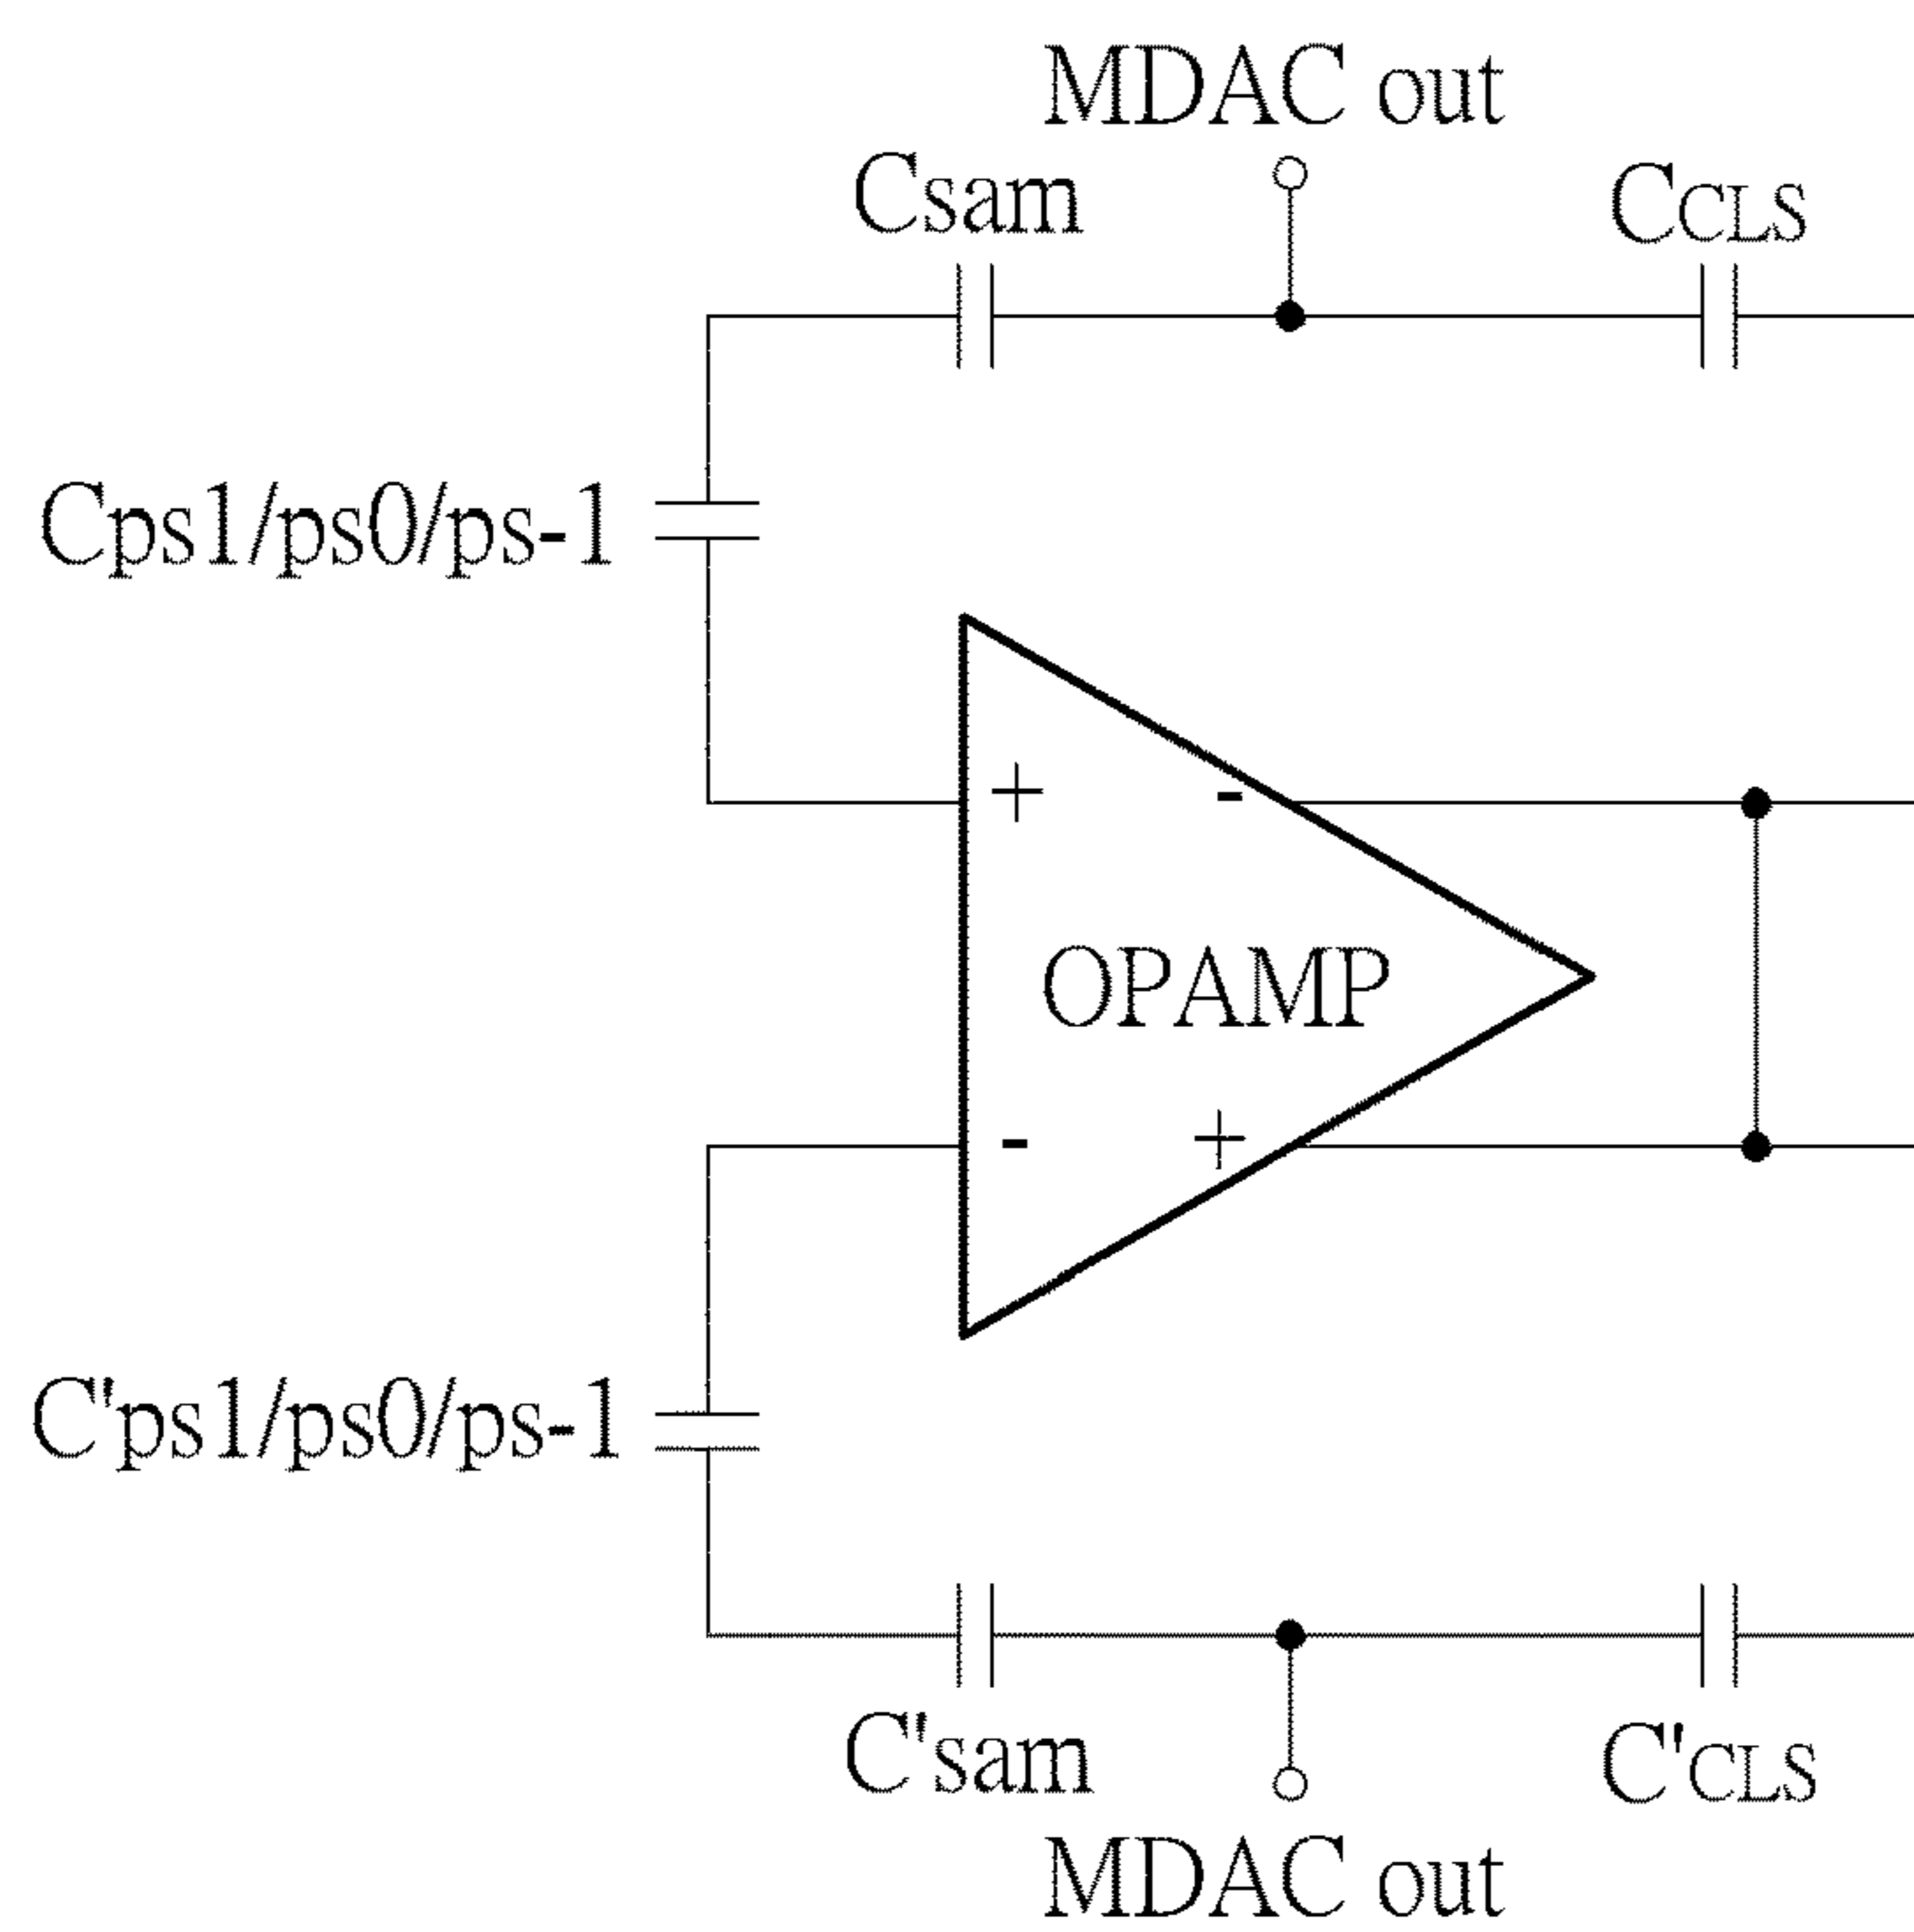 MDAC out
Csam
CCLS
Cps1/ps0/ps-1
+
-
OPAMP
-
+
C'ps1/ps0/ps-1
C'sam
C'CLS
MDAC out